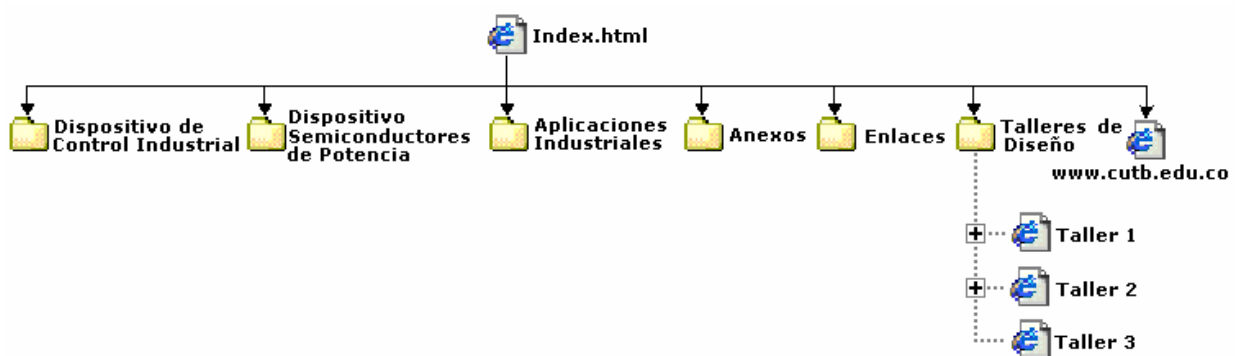 Index.html
Dispositivo de
Control Industrial
Dispositivo
Semiconductores
de Potencia
Aplicaciones
Industriales
Anexos
Enlaces
Talleres de
Diseño
www.cutb.edu.co
Taller 1
Taller 2
Taller 3